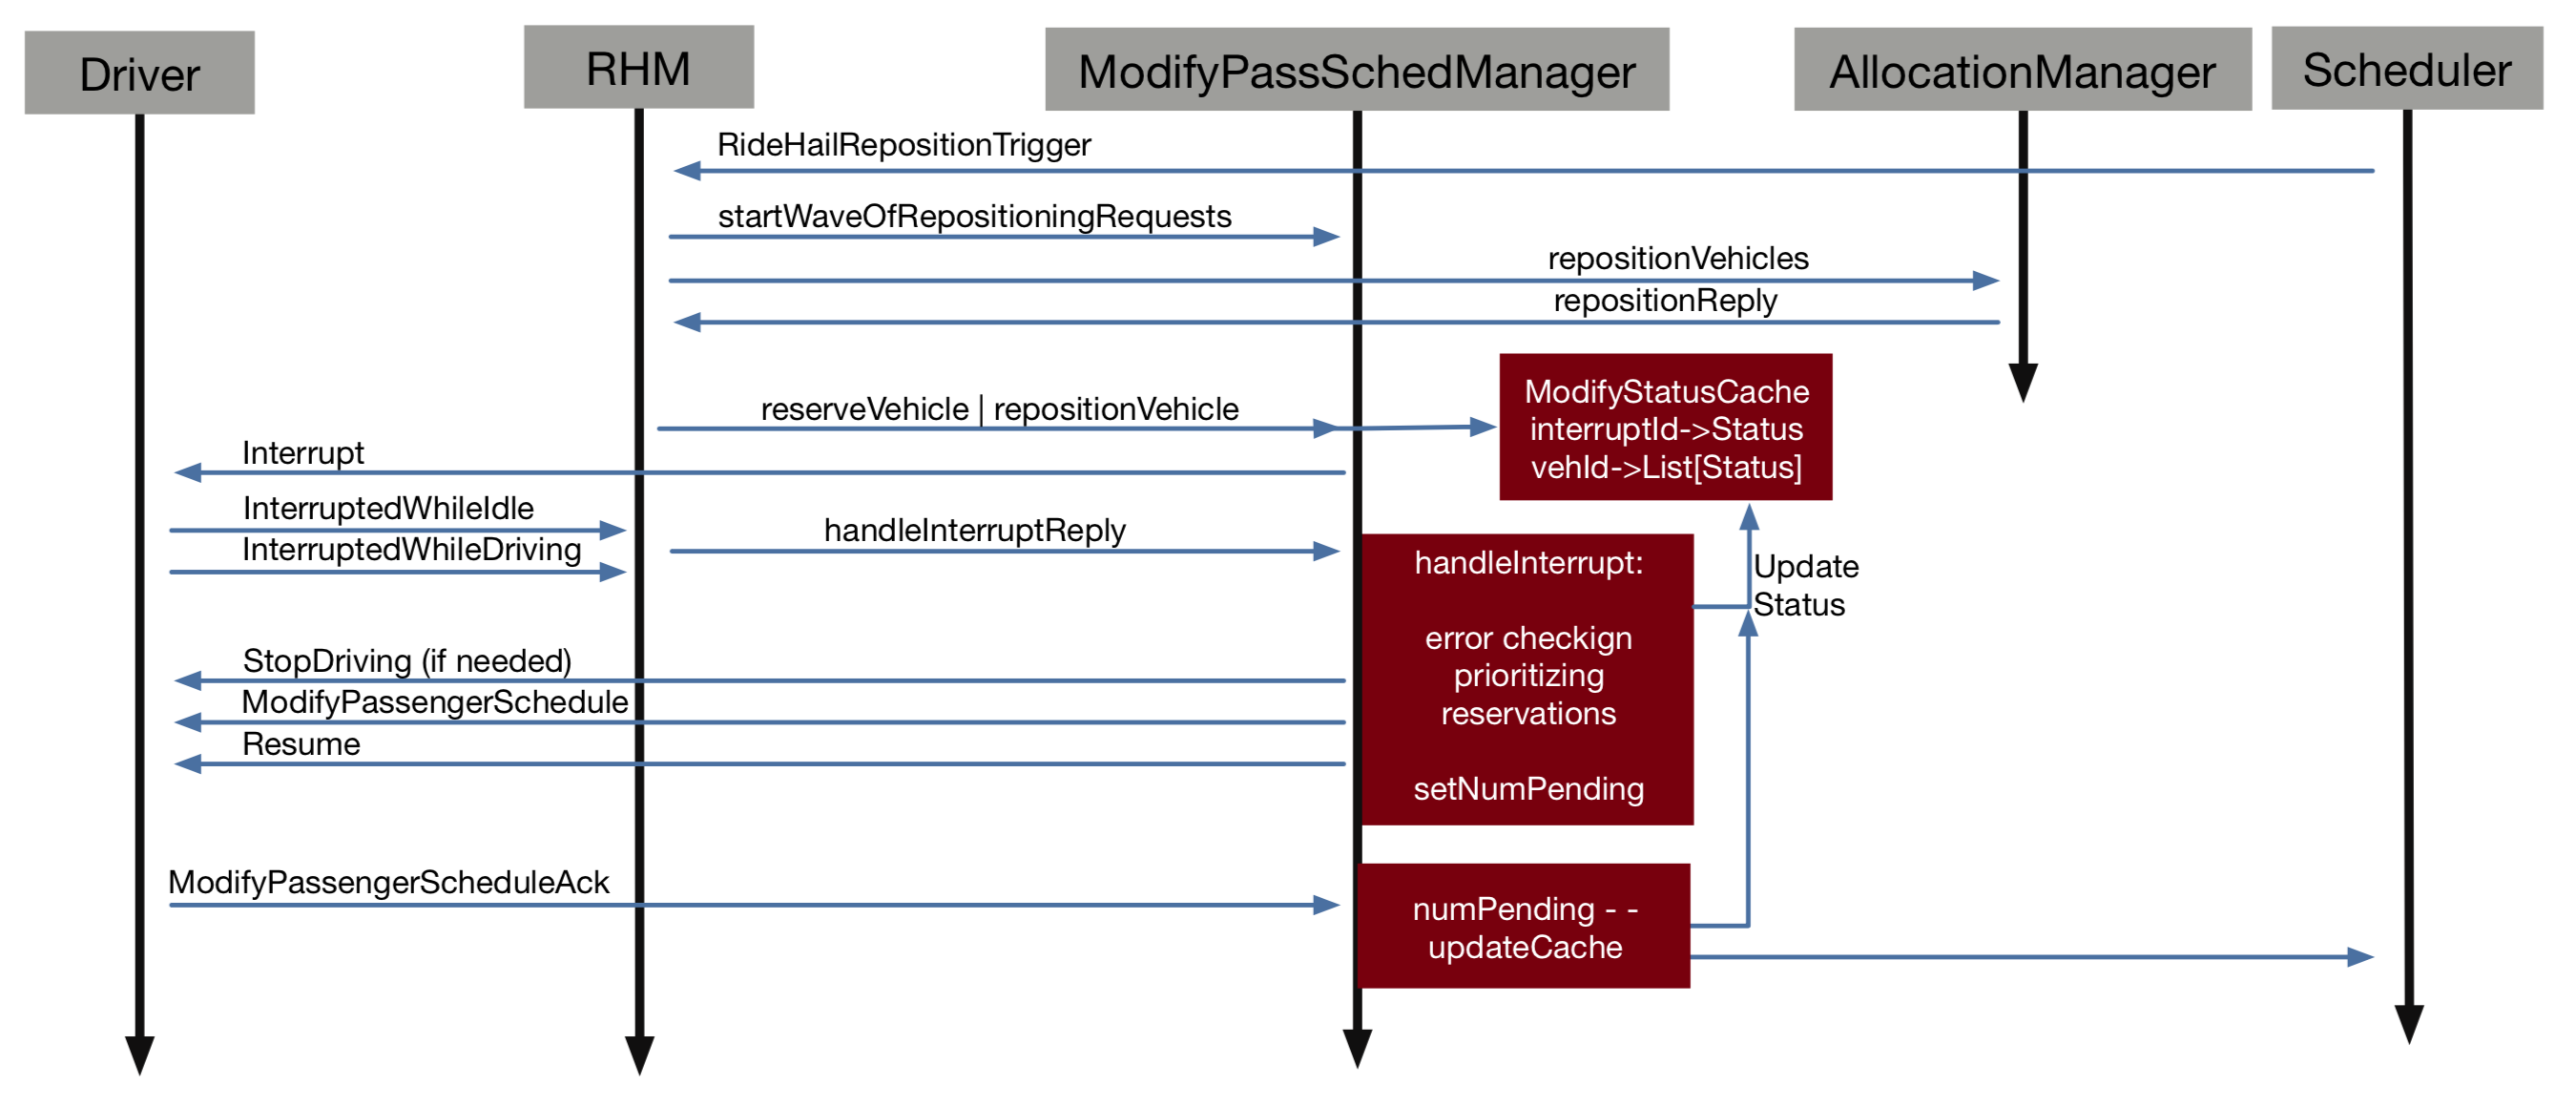 Driver
RHM
ModifyPassSchedManager
AllocationManager
Scheduler
RideHailRepositionTrigger
startWaveOfRepositioningRequests
repositionVehicles
repositionReply
reserveVehicle | repositionVehicle
ModifyStatusCache
interruptId->Status
vehId->List[Status]
Interrupt
InterruptedWhileIdle
InterruptedWhileDriving
handleInterruptReply
handleInterrupt:
error checkign
prioritizing
reservations
setNumPending
Update
Status
StopDriving (if needed)
ModifyPassengerSchedule
Resume
ModifyPassengerScheduleAck
numPending - -
updateCache